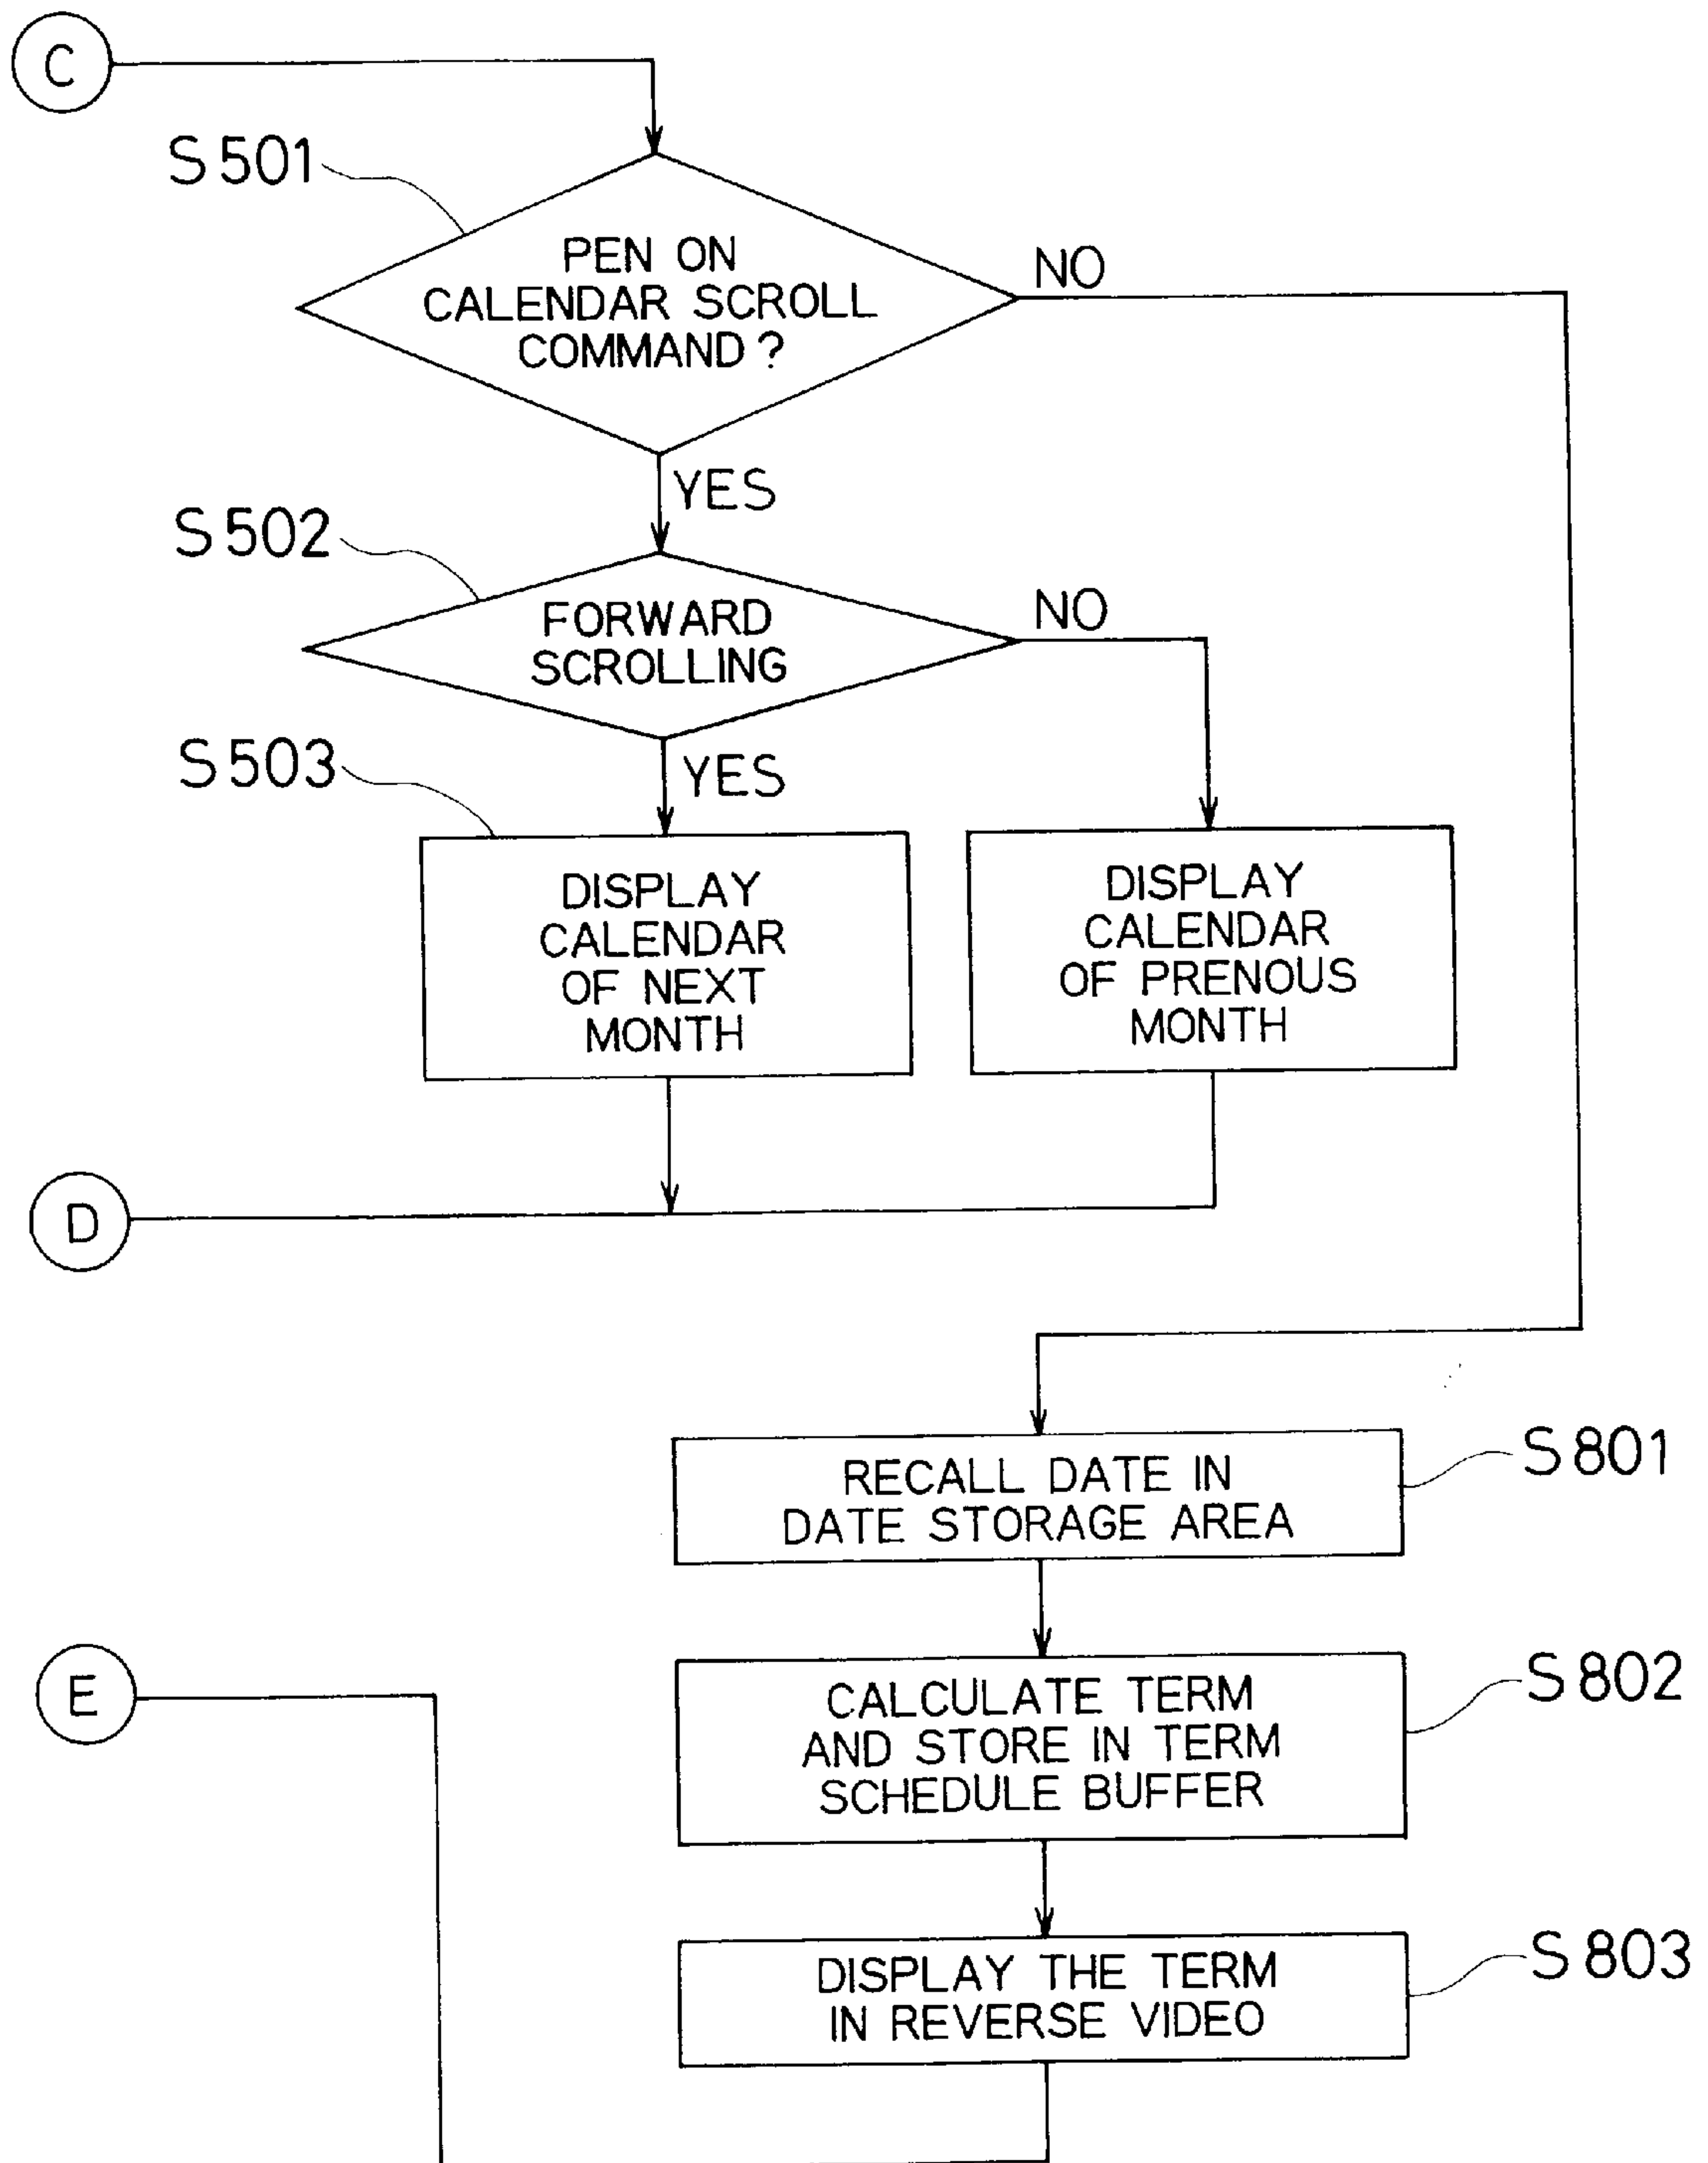 C
S501
PEN ON
CALENDAR SCROLL
COMMAND?
NO
YES
S502
FORWARD
SCROLLING
NO
YES
S503
DISPLAY
CALENDAR
OF NEXT
MONTH
DISPLAY
CALENDAR
OF PRENOUS
MONTH
D
RECALL DATE IN
DATE STORAGE AREA
S801
E
CALCULATE TERM
AND STORE IN TERM
SCHEDULE BUFFER
S802
DISPLAY THE TERM
IN REVERSE VIDEO
S803